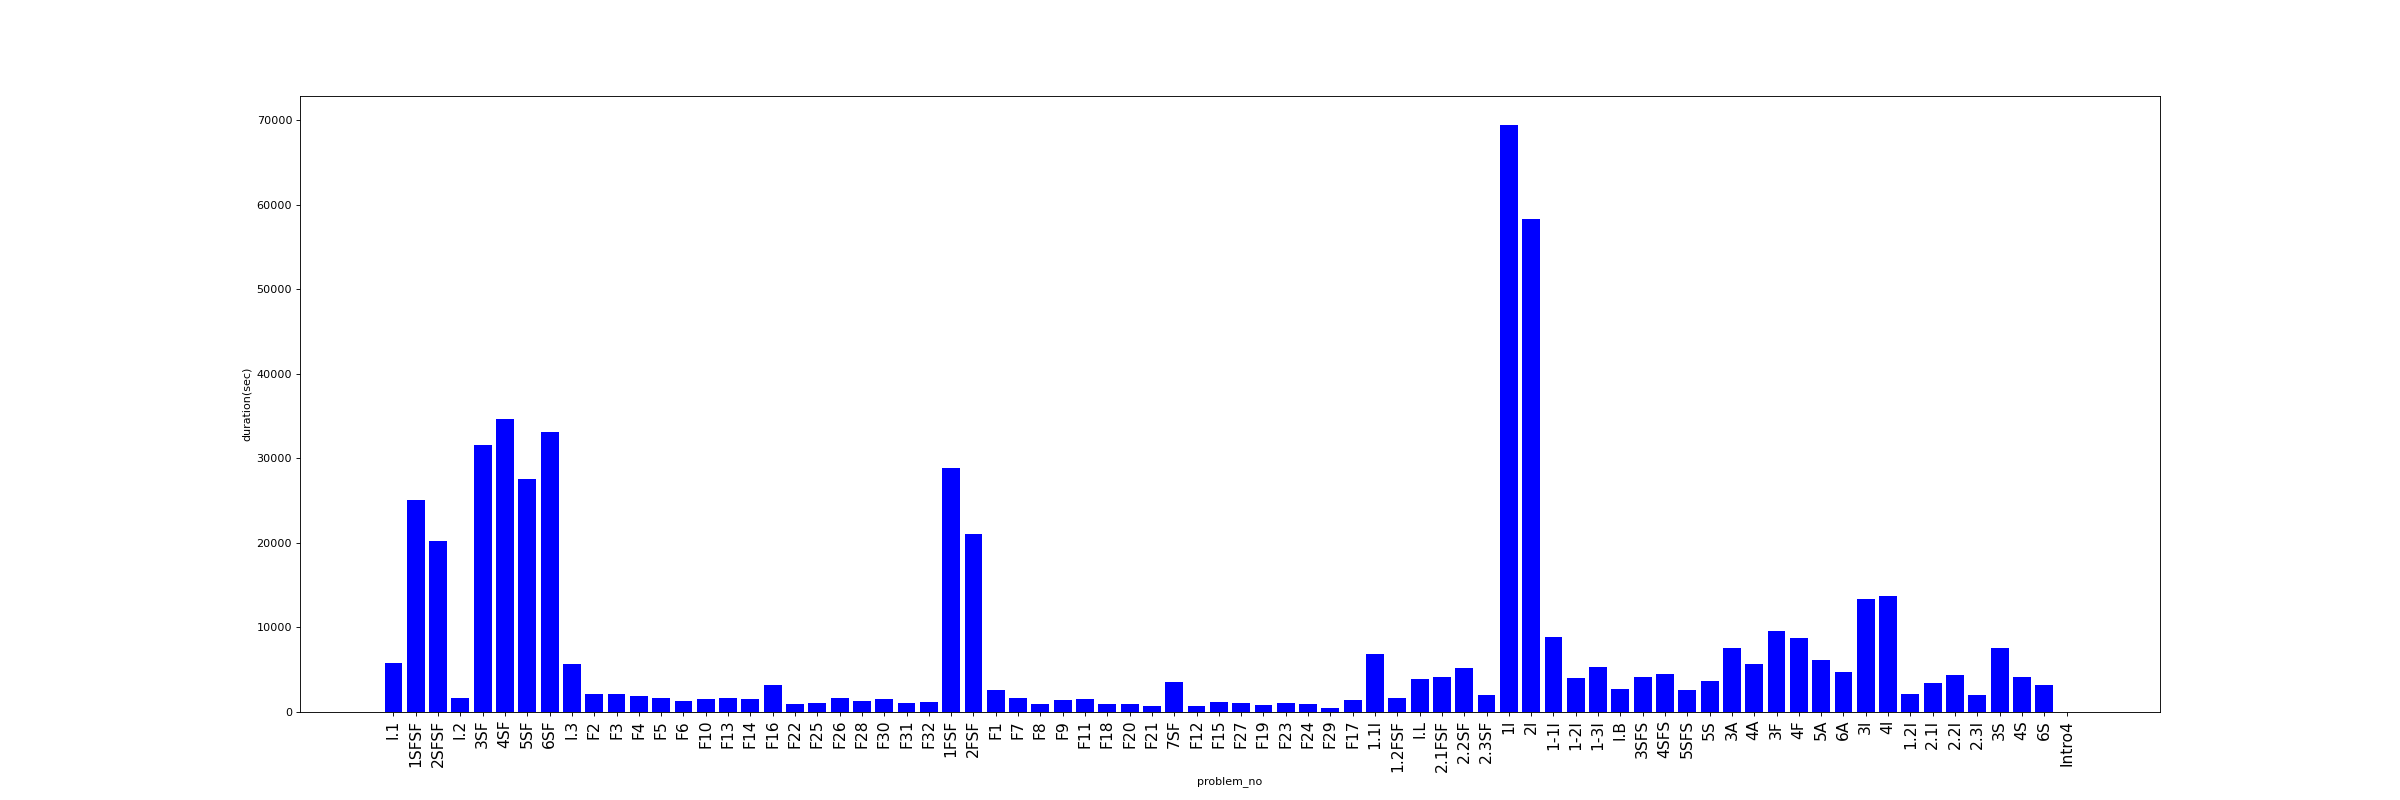 70000
60000
50000
40000
30000
20000
10000
0
duration(sec)
I.1
1SFSF
2SFSF
I.2
3SF
4SF
5SF
6SF
I.3
F2
F3
F4
F5
F6
F10
F13
F14
F16
F22
F25
F26
F28
F30
F31
F32
1FSF
2FSF
F1
F7
F8
F9
F11
F18
F20
F21
7SF
F12
F15
F27
F19
F23
F24
F29
F17
1.1I
1.2FSF
I.L
2.1FSF
2.2SF
2.3SF
1I
2I
1-1I
1-2I
1-3I
I.B
3SFS
4SFS
5SFS
5S
3A
4A
3F
4F
5A
6A
3I
4I
1.2I
2.1I
2.2I
2.3I
3S
4S
6S
Intro4
problem_no